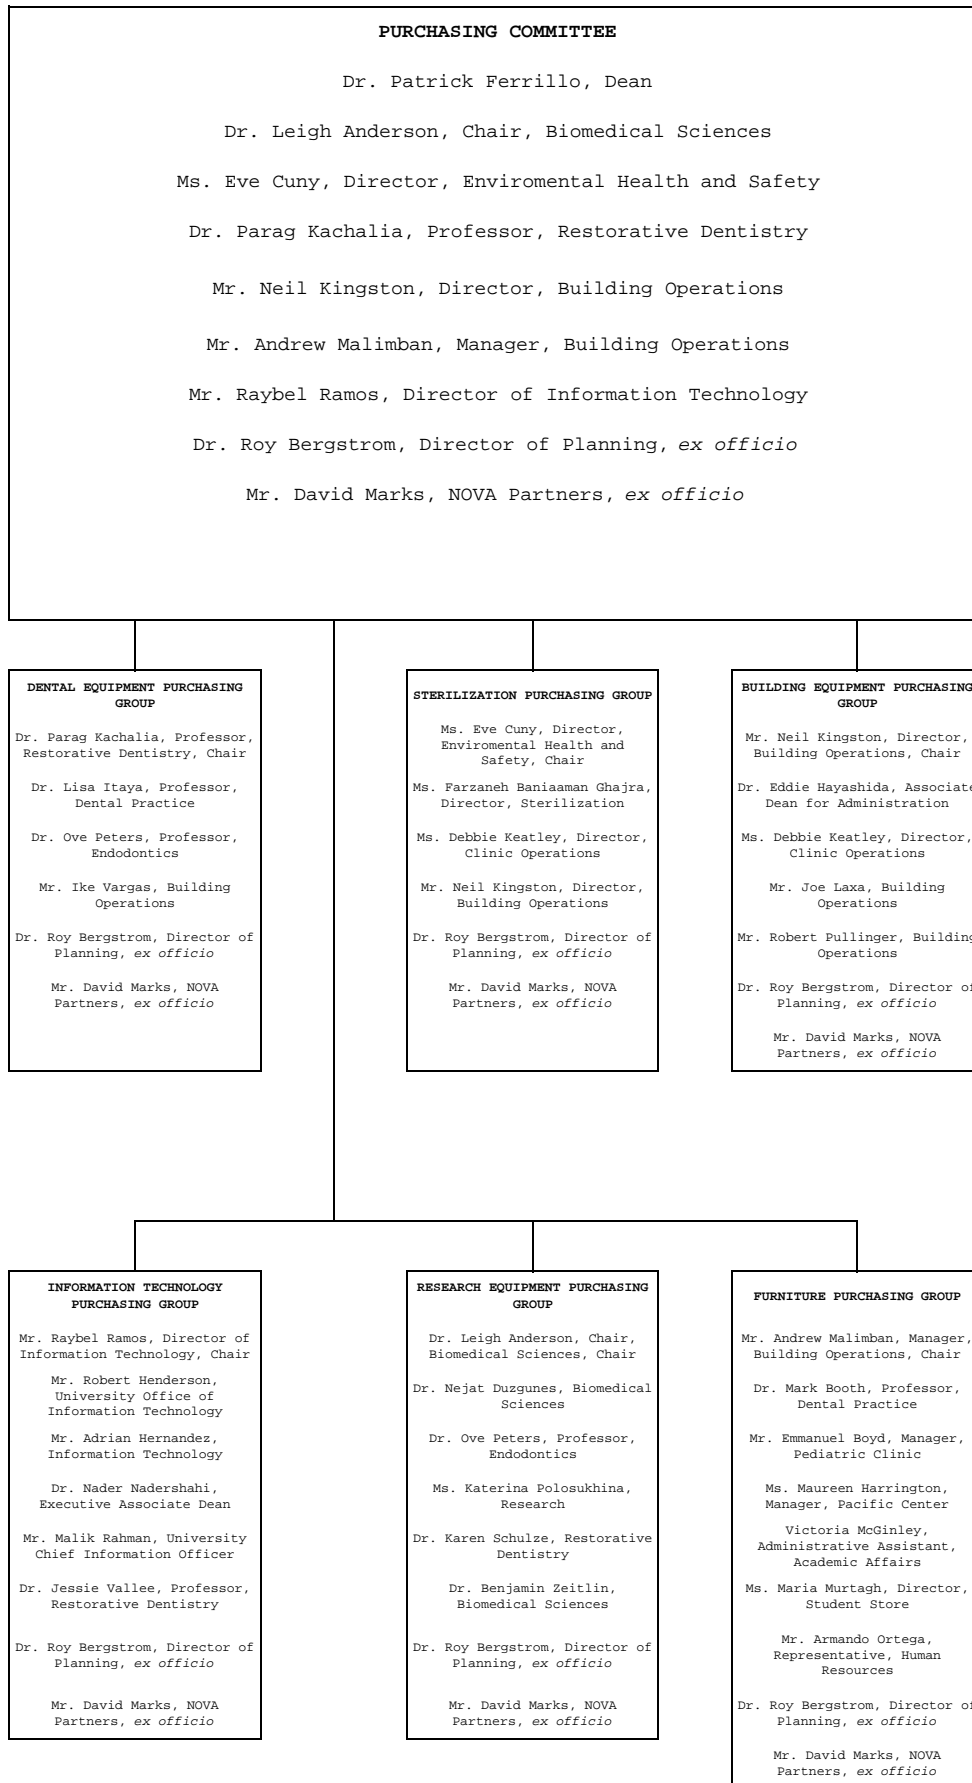 PURCHASING COMMITTEE
Dr. Patrick Ferrillo, Dean
Dr. Leigh Anderson, Chair, Biomedical Sciences
Ms. Eve Cuny, Director, Enviromental Health and Safety
Dr. Parag Kachalia, Professor, Restorative Dentistry
Mr. Neil Kingston, Director, Building Operations
Mr. Andrew Malimban, Manager, Building Operations
Mr. Raybel Ramos, Director of Information Technology
Dr. Roy Bergstrom, Director of Planning, ex officio
Mr. David Marks, NOVA Partners, ex officio
DENTAL EQUIPMENT PURCHASING
GROUP
Dr. Parag Kachalia, Professor,
Restorative Dentistry, Chair
Dr. Lisa Itaya, Professor,
Dental Practice
Dr. Ove Peters, Professor,
Endodontics
Mr. Ike Vargas, Building
Operations
Dr. Roy Bergstrom, Director of
Planning, ex officio
Mr. David Marks, NOVA
Partners, ex officio
STERILIZATION PURCHASING GROUP
Ms. Eve Cuny, Director,
Enviromental Health and
Safety, Chair
Ms. Farzaneh Baniaaman Ghajra,
Director, Sterilization
Ms. Debbie Keatley, Director,
Clinic Operations
Mr. Neil Kingston, Director,
Building Operations
Dr. Roy Bergstrom, Director of
Planning, ex officio
Mr. David Marks, NOVA
Partners, ex officio
BUILDING EQUIPMENT PURCHASING
GROUP
Mr. Neil Kingston, Director,
Building Operations, Chair
Dr. Eddie Hayashida, Associate
Dean for Administration
Ms. Debbie Keatley, Director,
Clinic Operations
Mr. Joe Laxa, Building
Operations
Mr. Robert Pullinger, Building
Operations
Dr. Roy Bergstrom, Director of
Planning, ex officio
Mr. David Marks, NOVA
Partners, ex officio
INFORMATION TECHNOLOGY
PURCHASING GROUP
Mr. Raybel Ramos, Director of
Information Technology, Chair
Mr. Robert Henderson,
University Office of
Information Technology
Mr. Adrian Hernandez,
Information Technology
Dr. Nader Nadershahi,
Executive Associate Dean
Mr. Malik Rahman, University
Chief Information Officer
Dr. Jessie Vallee, Professor,
Restorative Dentistry
Dr. Roy Bergstrom, Director of
Planning, ex officio
Mr. David Marks, NOVA
Partners, ex officio
RESEARCH EQUIPMENT PURCHASING
GROUP
Dr. Leigh Anderson, Chair,
Biomedical Sciences, Chair
Dr. Nejat Duzgunes, Biomedical
Sciences
Dr. Ove Peters, Professor,
Endodontics
Ms. Katerina Polosukhina,
Research
Dr. Karen Schulze, Restorative
Dentistry
Dr. Benjamin Zeitlin,
Biomedical Sciences
Dr. Roy Bergstrom, Director of
Planning, ex officio
Mr. David Marks, NOVA
Partners, ex officio
FURNITURE PURCHASING GROUP
Mr. Andrew Malimban, Manager,
Building Operations, Chair
Dr. Mark Booth, Professor,
Dental Practice
Mr. Emmanuel Boyd, Manager,
Pediatric Clinic
Ms. Maureen Harrington,
Manager, Pacific Center
Victoria McGinley,
Administrative Assistant,
Academic Affairs
Ms. Maria Murtagh, Director,
Student Store
Mr. Armando Ortega,
Representative, Human
Resources
Dr. Roy Bergstrom, Director of
Planning, ex officio
Mr. David Marks, NOVA
Partners, ex officio